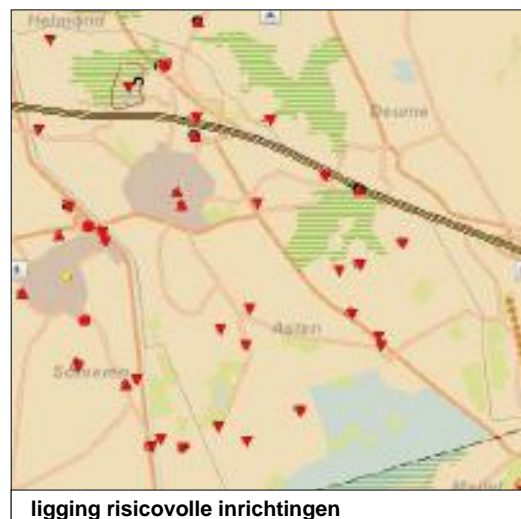 Helmond
Deurne
Asten
Someren
ligging risicovolle inrichtingen